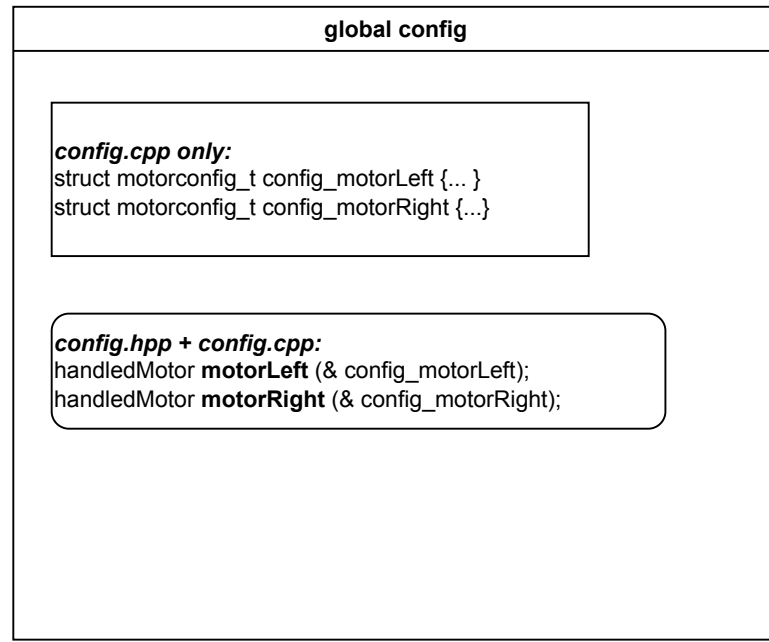 global config
config.cpp only:
struct motorconfig_t config_motorLeft {... }
struct motorconfig_t config_motorRight {...}
config.hpp + config.cpp:
handledMotor motorLeft (& config_motorLeft);
handledMotor motorRight (& config_motorRight);